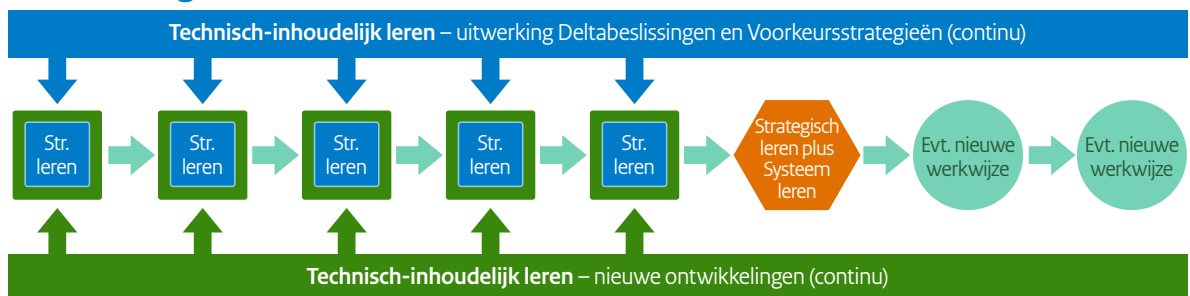 Technisch-inhoudelijk leren – uitwerking Deltabeslissingen en Voorkeursstrategieën (continu)
Str.
leren
Str.
leren
Str.
leren
Str.
leren
Str.
leren
Strategisch
leren plus
Systeem
leren
Evt. nieuwe
werkwijze
Evt. nieuwe
werkwijze
Technisch-inhoudelijk leren – nieuwe ontwikkelingen (continu)